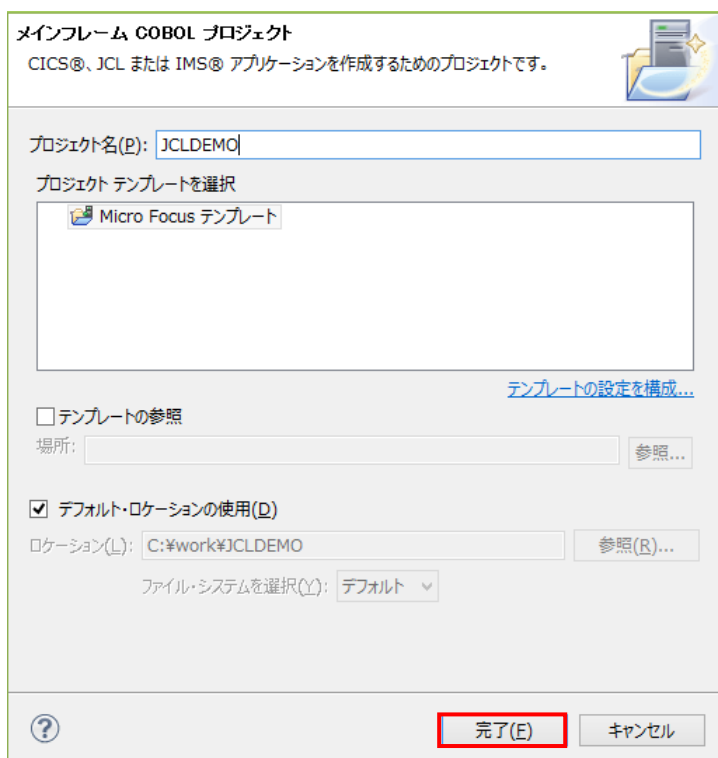 メインフレーム COBOL プロジェクト
CICS®、JCL または IMS® アプリケーションを作成するためのプロジェクトです。
プロジェクト名(P): JCLDEMO
プロジェクト テンプレートを選択
Micro Focus テンプレート
テンプレートの設定を構成...
テンプレートの参照
場所: 参照...
デフォルト・ロケーションの使用(D)
ロケーション(L): C:¥work¥JCLDEMO 参照(R)...
ファイル・システムを選択(Y): デフォルト
? 完了(F) キャンセル